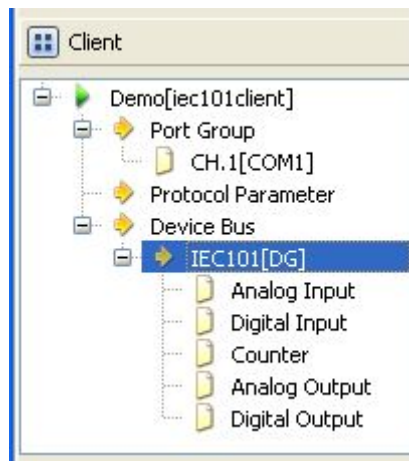 Client
Demo[iec101client]
Port Group
CH.1[COM1]
Protocol Parameter
Device Bus
IEC101[DG]
Analog Input
Digital Input
Counter
Analog Output
Digital Output